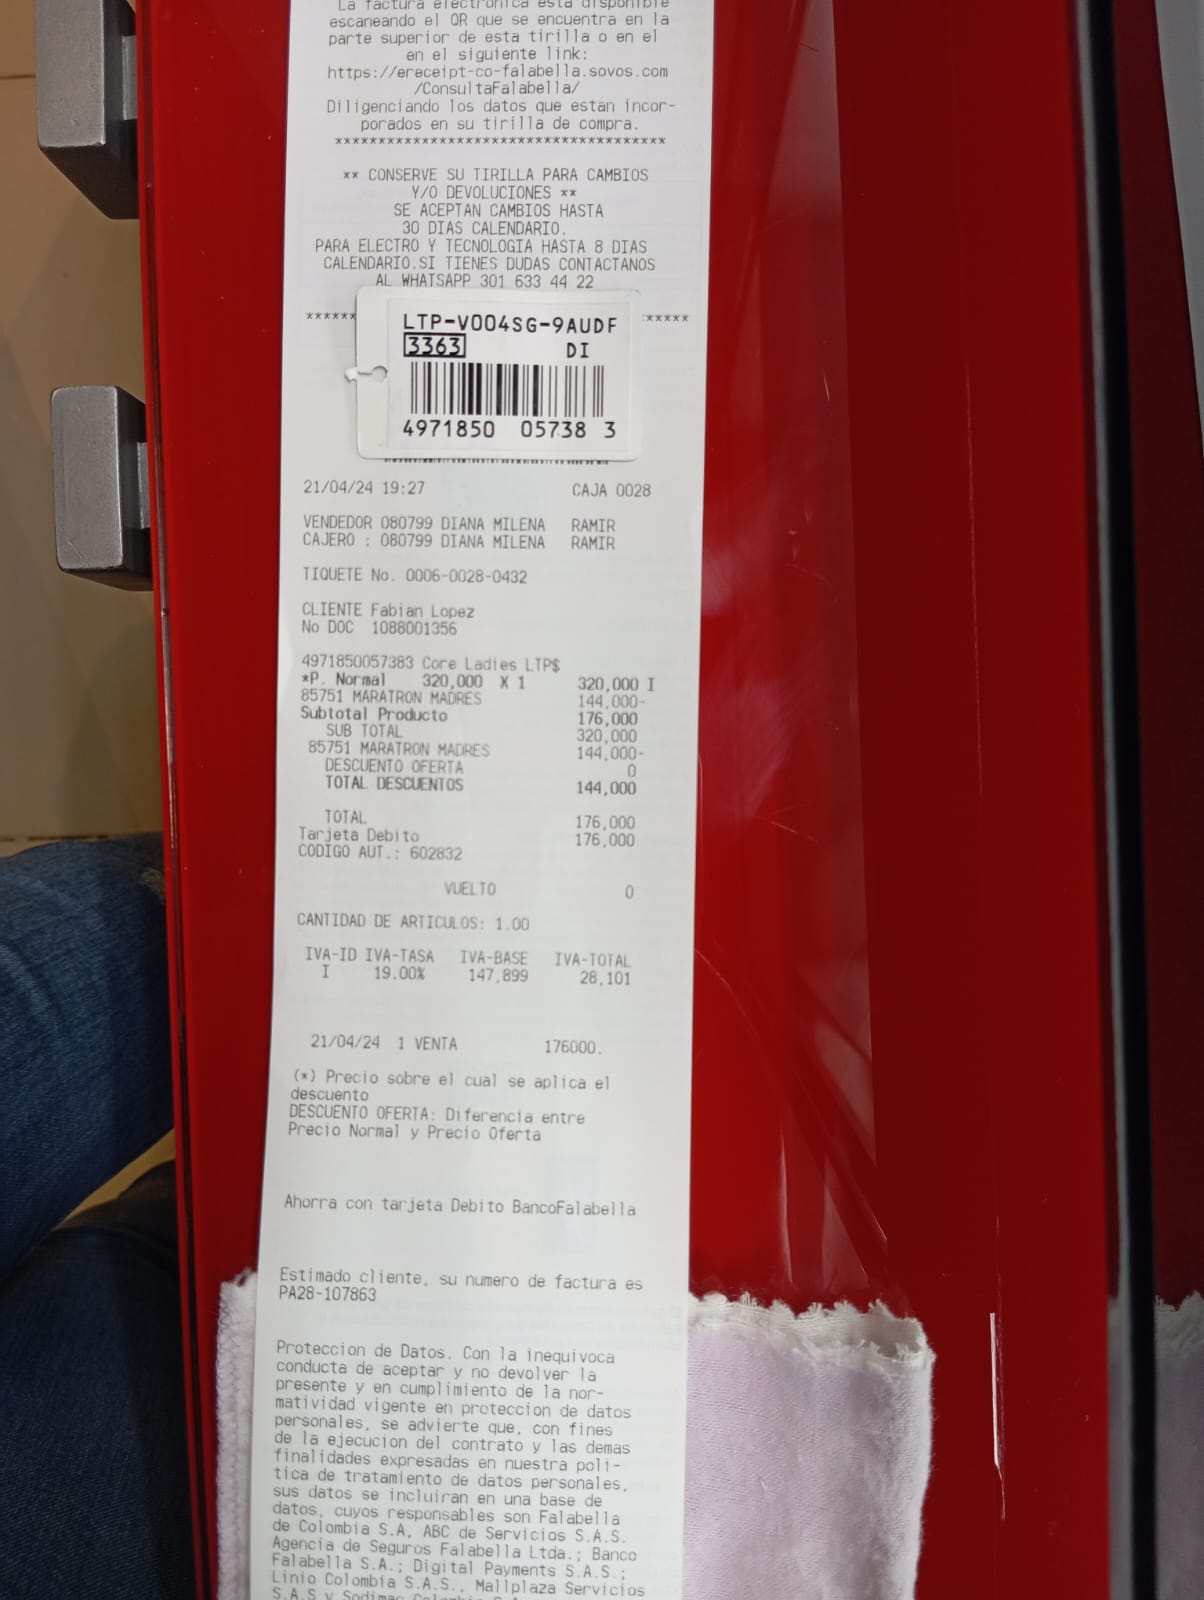 La factura electronica esta disponible
escaneando el QR que se encuentra en la
parte superior de esta tirilla o en el
en el siguiente link:
https://ereceipt-co-falabella.sovos.com
/ConsultaFalabella/
Diligenciando los datos que estan incor-
porados en su tirilla de compra.
***************************************
** CONSERVE SU TIRILLA PARA CAMBIOS
Y/O DEVOLUCIONES **
SE ACEPTAN CAMBIOS HASTA
30 DIAS CALENDARIO.
PARA ELECTRO Y TECNOLOGIA HASTA 8 DIAS
CALENDARIO.SI TIENES DUDAS CONTACTANOS
AL WHATSAPP 301 633 44 22
****** *****
LTP-V004SG-9AUDF
3363 DI
4971850 05738 3
21/04/24 19:27 CAJA 0028
VENDEDOR 080799 DIANA MILENA RAMIR
CAJERO : 080799 DIANA MILENA RAMIR
TIQUETE No. 0006-0028-0432
CLIENTE Fabian Lopez
No DOC 1088001356
4971850057383 Core Ladies LTP$
*P. Normal 320,000 X 1 320,000 I
85751 MARATRON MADRES 144,000-
Subtotal Producto 176,000
SUB TOTAL 320,000
85751 MARATRON MADRES 144,000-
DESCUENTO OFERTA 0
TOTAL DESCUENTOS 144,000
TOTAL 176,000
Tarjeta Debito 176,000
CODIGO AUT.: 602832
VUELTO 0
CANTIDAD DE ARTICULOS: 1.00
IVA-ID IVA-TASA IVA-BASE IVA-TOTAL
I 19.00% 147,899 28,101
21/04/24 1 VENTA 176000.
(*) Precio sobre el cual se aplica el
descuento
DESCUENTO OFERTA: Diferencia entre
Precio Normal y Precio Oferta
Ahorra con tarjeta Debito BancoFalabella
Estimado cliente, su numero de factura es
PA28-107863
Proteccion de Datos. Con la inequivoca
conducta de aceptar y no devolver la
presente y en cumplimiento de la nor-
matividad vigente en proteccion de datos
personales, se advierte que, con fines
de la ejecucion del contrato y las demas
finalidades expresadas en nuestra poli-
tica de tratamiento de datos personales,
sus datos se incluiran en una base de
datos, cuyos responsables son Falabella
de Colombia S.A, ABC de Servicios S.A.S.
Agencia de Seguros Falabella Ltda.; Banco
Falabella S.A.; Digital Payments S.A.S.;
Linio Colombia S.A.S., Mallplaza Servicios
S.A.S y Sodimac Colombia